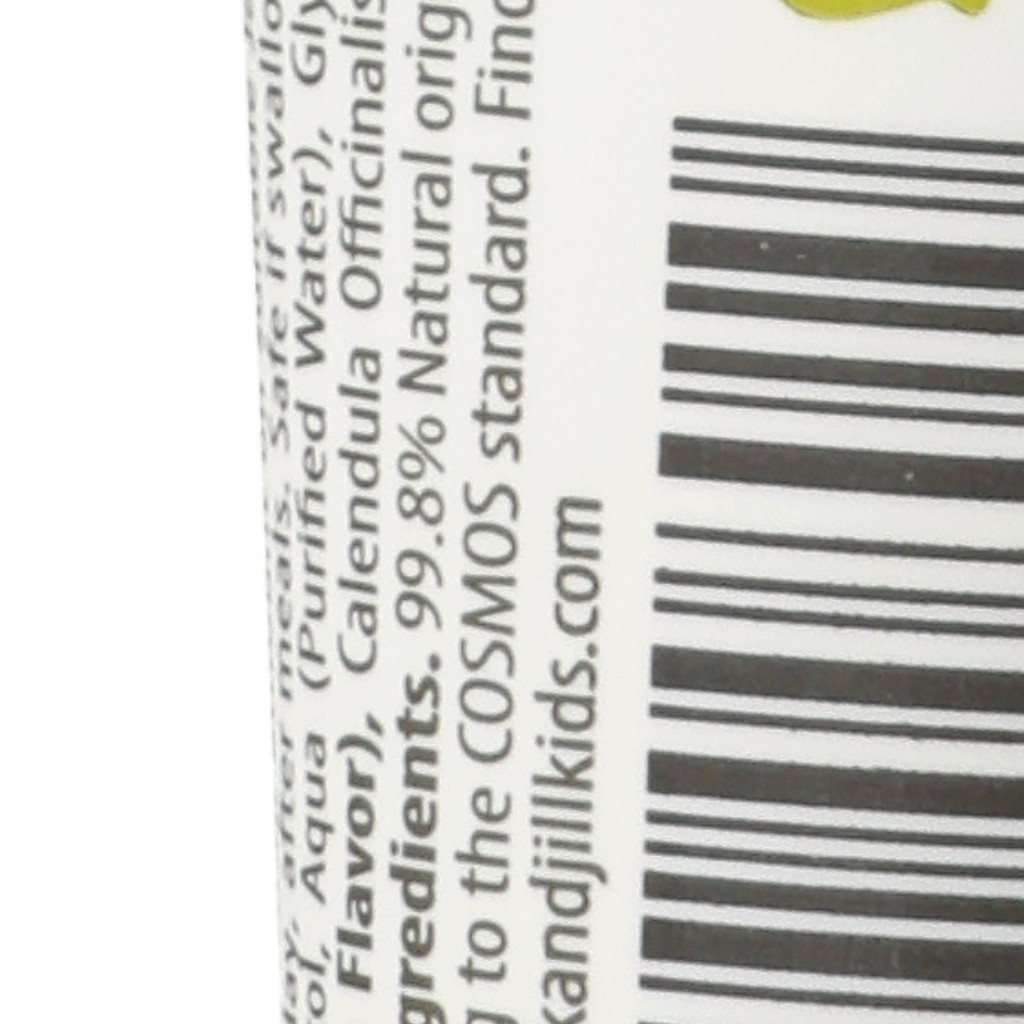 after meals. Safe if swallo
tol, Aqua (Purified Water), Gly
Flavor), Calendula Officinalis
gredients. 99.8% Natural orig
g to the COSMOS standard. Find
kandjillkids.com